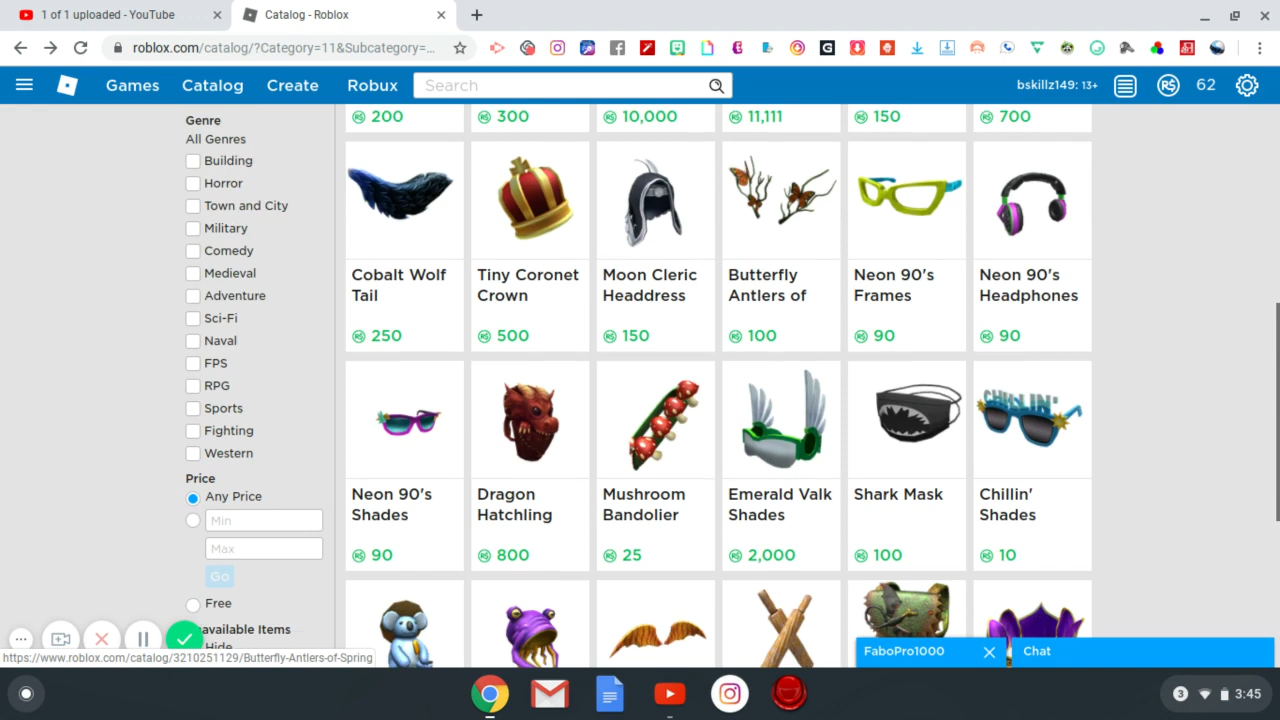 1 of 1 uploaded - YouTube
Catalog - Roblox
roblox.com/catalog/?Category=11&Subcategory=...
Games
Catalog
Create
Robux
Search
bskillz149: 13+
62
Genre
All Genres
Building
Horror
Town and City
Military
Comedy
Medieval
Adventure
Sci-Fi
Naval
FPS
RPG
Sports
Fighting
Western
Price
Any Price
Min
Max
Go
Free
available Items
Hide
200
300
10,000
11,111
150
700
Cobalt Wolf
Tail
250
Tiny Coronet
Crown
500
Moon Cleric
Headdress
150
Butterfly
Antlers of
100
Neon 90's
Frames
90
Neon 90's
Headphones
90
Neon 90's
Shades
90
Dragon
Hatchling
800
Mushroom
Bandolier
25
Emerald Valk
Shades
2,000
Shark Mask
100
CHILLIN'
Chillin'
Shades
10
https://www.roblox.com/catalog/3210251129/Butterfly-Antlers-of-Spring
FaboPro1000
Chat
3
3:45